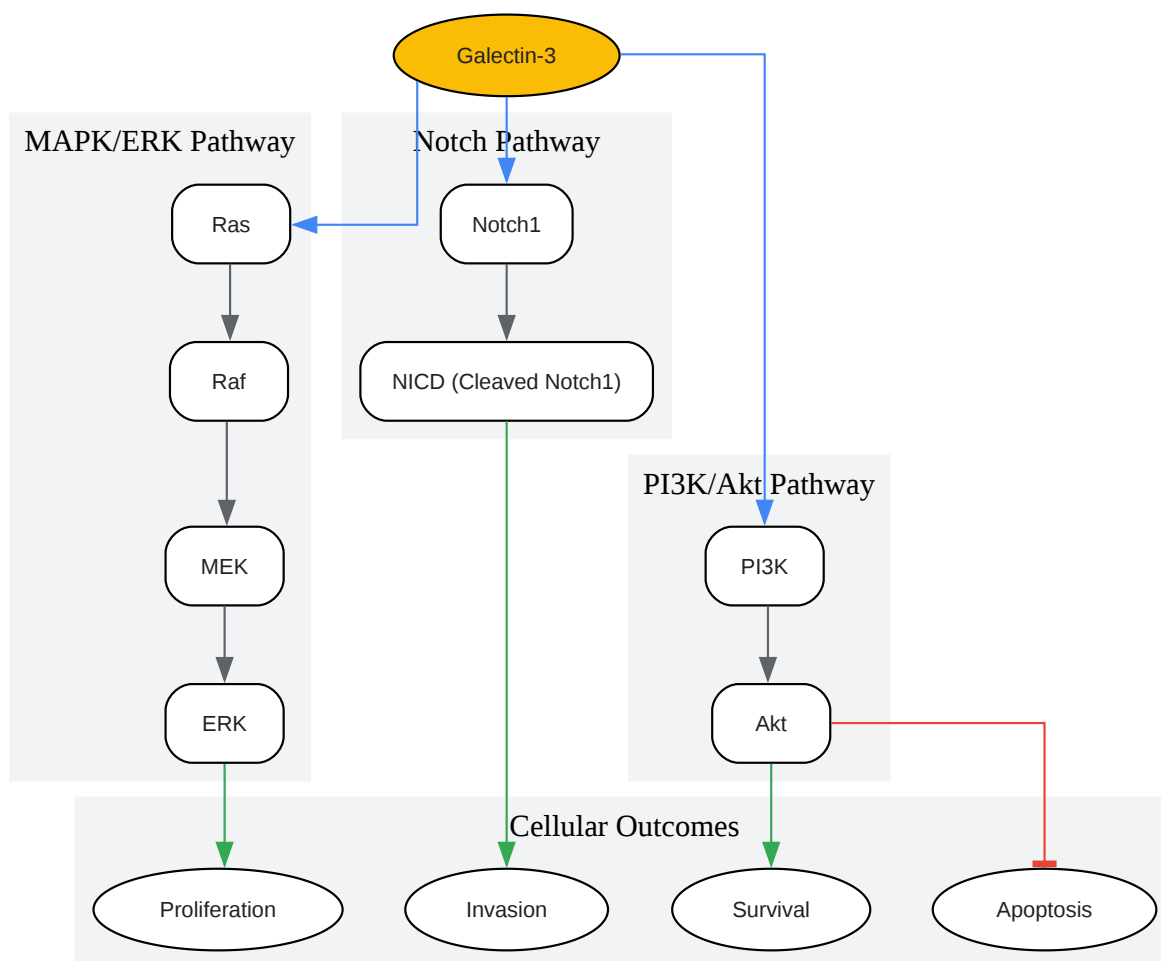 Galectin-3
MAPK/ERK Pathway
Notch Pathway
Ras
Notch1
Raf
NICD (Cleaved Notch1)
PI3K/Akt Pathway
MEK
PI3K
ERK
Akt
Cellular Outcomes
Proliferation
Invasion
Survival
Apoptosis